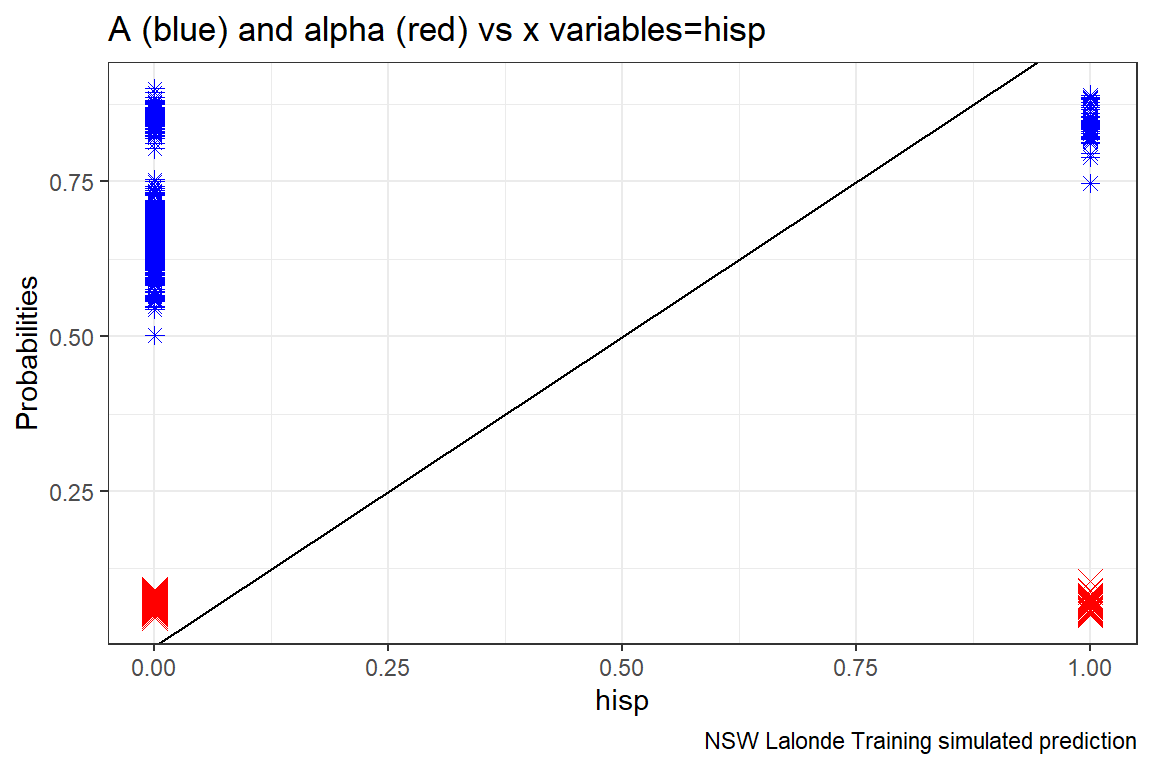 A (blue) and alpha (red) vs x variables=hisp
Probabilities
0.75
0.50
0.25
0.00 0.25 0.50 0.75 1.00
hisp
NSW Lalonde Training simulated prediction